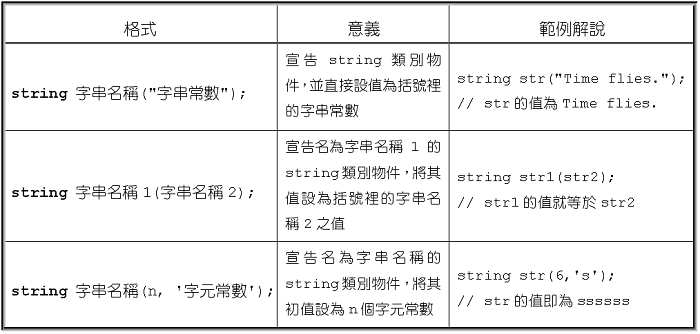 格式
意義
範例解說
string 字串名稱("字串常數");
宣告 string 類別物
件,並直接設值為括號裡
的字串常數
string str("Time flies.");
// str 的值為 Time flies.
string 字串名稱 1(字串名稱 2);
宣告名為字串名稱 1 的
string 類別物件,將其
值設為括號裡的字串名
稱 2 之值
string str1(str2);
// str1 的值就等於 str2
string 字串名稱(n, '字元常數');
宣告名為字串名稱的
string 類別物件,將其
初值設為 n 個字元常數
string str(6,'s');
// str 的值即為 ssssss